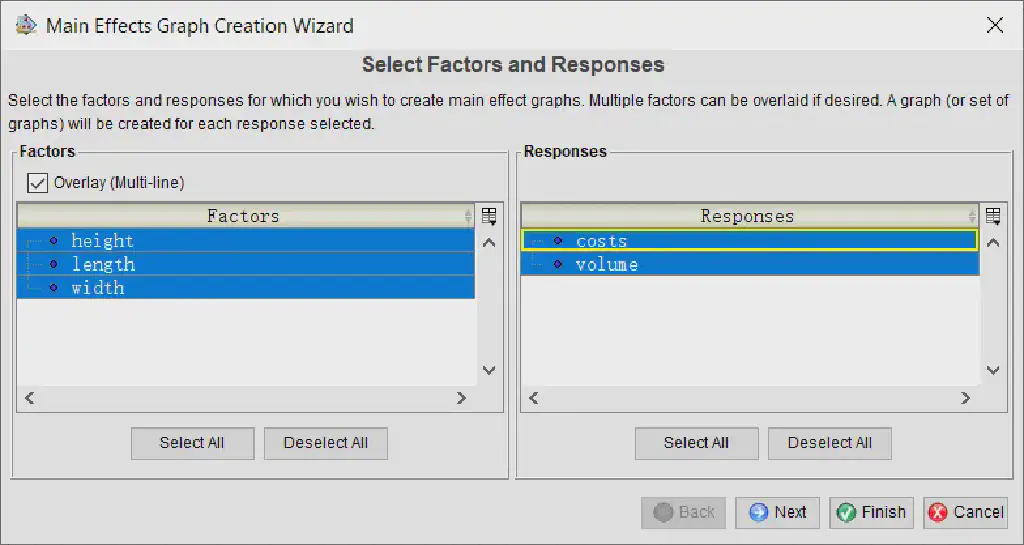 Main Effects Graph Creation Wizard
Select Factors and Responses
Select the factors and responses for which you wish to create main effect graphs. Multiple factors can be overlaid if desired. A graph (or set of
graphs) will be created for each response selected.
Factors
Overlay (Multi-line)
Factors
height
length
width
Select All Deselect All
Responses
Responses
costs
volume
Select All Deselect All
Back Next Finish Cancel